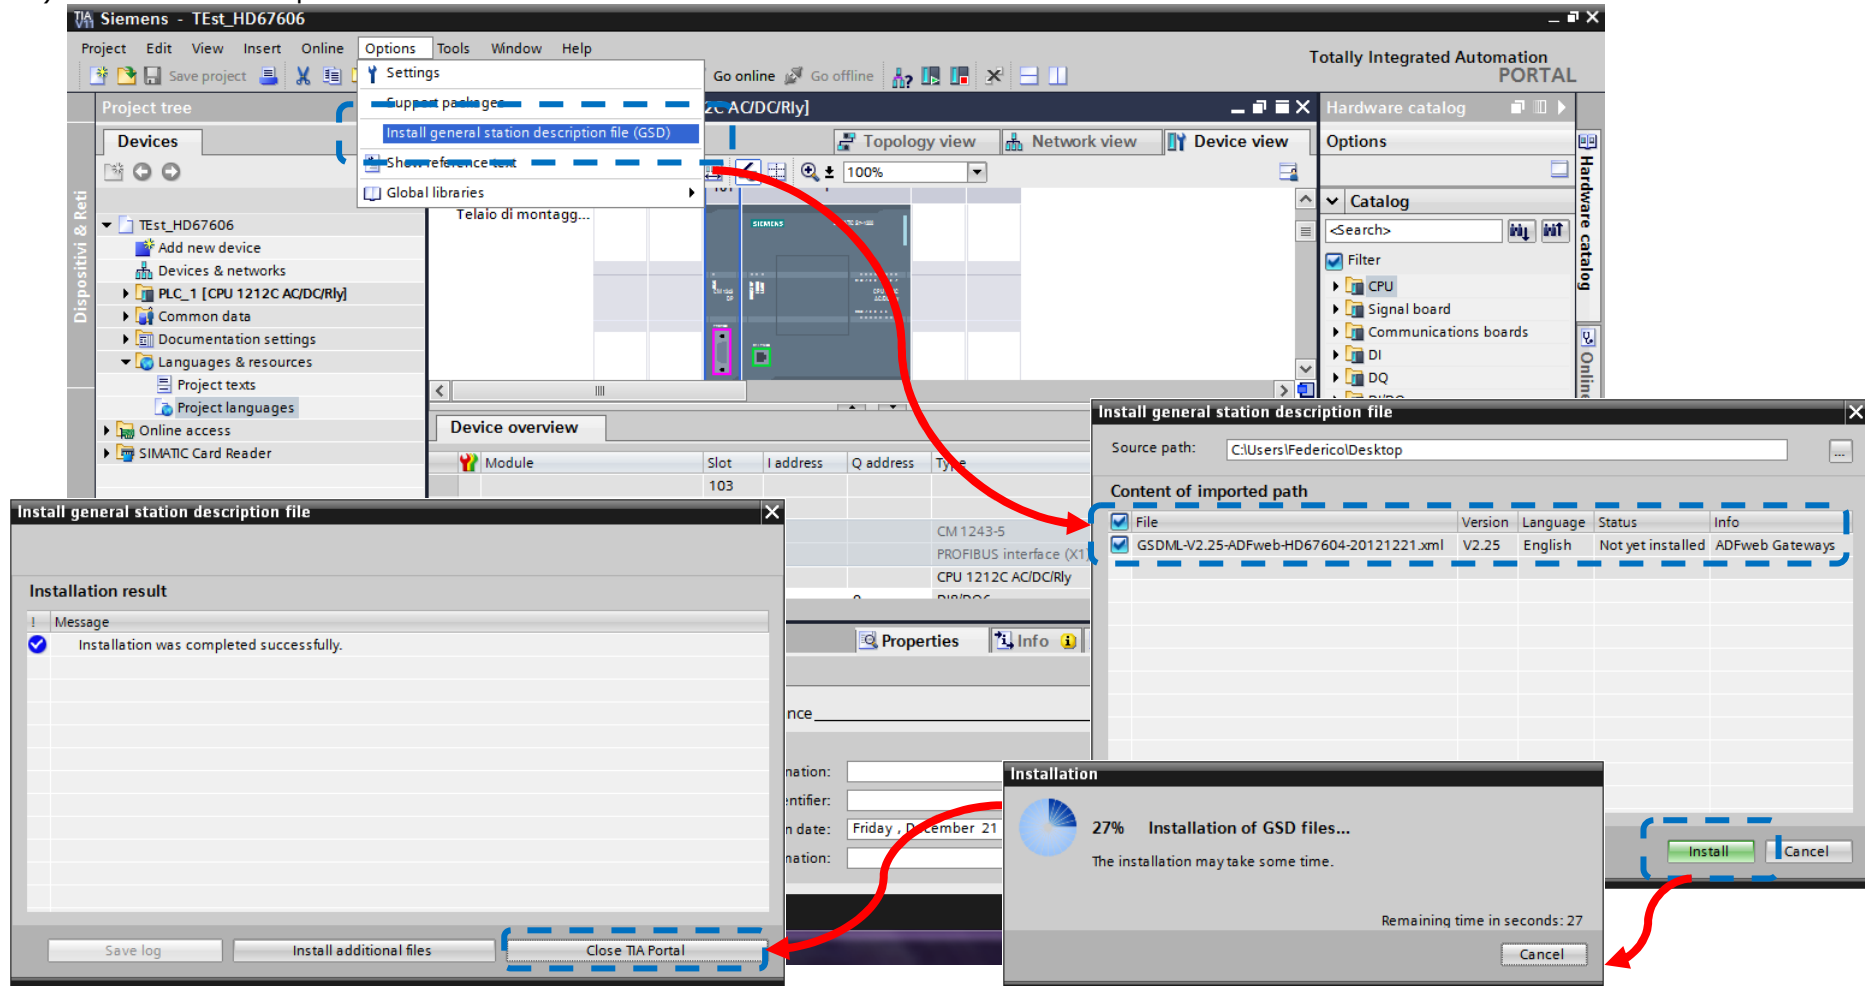 Siemens - TEst_HD67606
Project Edit View Insert Online Options Tools Window Help
Totally Integrated Automation
PORTAL
Save project
Go online Go offline
Settings
Support packages
Install general station description file (GSD)
Show reference text
Global libraries
Project tree
Devices
Dispositivi & Reti
TEst_HD67606
Add new device
Devices & networks
PLC_1 [CPU 1212C AC/DC/Rly]
Common data
Documentation settings
Languages & resources
Project texts
Project languages
Online access
SIMATIC Card Reader
2C AC/DC/Rly]
Topology view Network view Device view
100%
Telaio di montagg...
SIEMENS
Device overview
Module Slot I address Q address Type
103
CM 1243-5
PROFIBUS interface (X1)
CPU 1212C AC/DC/Rly
DI8/DQ6
Properties Info
nce
nation:
entifier:
n date: Friday , December 21
nation:
Hardware catalog
Options
Catalog
<Search>
Filter
CPU
Signal board
Communications boards
DI
DQ
Hardware catalog
Online
Install general station description file
Source path: C:\Users\Federico\Desktop ...
Content of imported path
File Version Language Status Info
GSDML-V2.25-ADFweb-HD67604-20121221.xml V2.25 English Not yet installed ADFweb Gateways
Install Cancel
Installation
27% Installation of GSD files...
The installation may take some time.
Remaining time in seconds: 27
Cancel
Install general station description file
Installation result
! Message
Installation was completed successfully.
Save log Install additional files Close TIA Portal